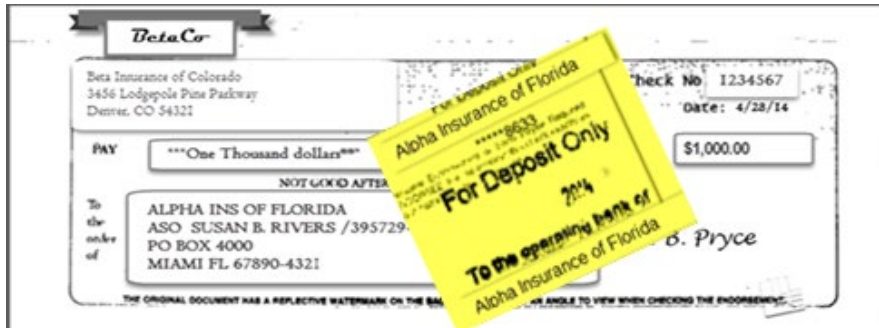 BetaCo
Beta Insurance of Colorado
3456 Lodgepole Pine Parkway
Denver, CO 54321
Check No 1234567
Date: 4/28/14
PAY
***One Thousand dollars***
$1,000.00
NOT GOOD AFTER
To
the
order
of
ALPHA INS OF FLORIDA
ASO SUSAN B. RIVERS /395729
PO BOX 4000
MIAMI FL 67890-4321
For Deposit Only
Alpha Insurance of Florida
*****8633
For Deposit Only
To the operating bank of
Alpha Insurance of Florida
B. Pryce
THE ORIGINAL DOCUMENT HAS A REFLECTIVE WATERMARK ON THE AN ANGLE TO VIEW WHEN CHECKING THE ENDORSEMENT.